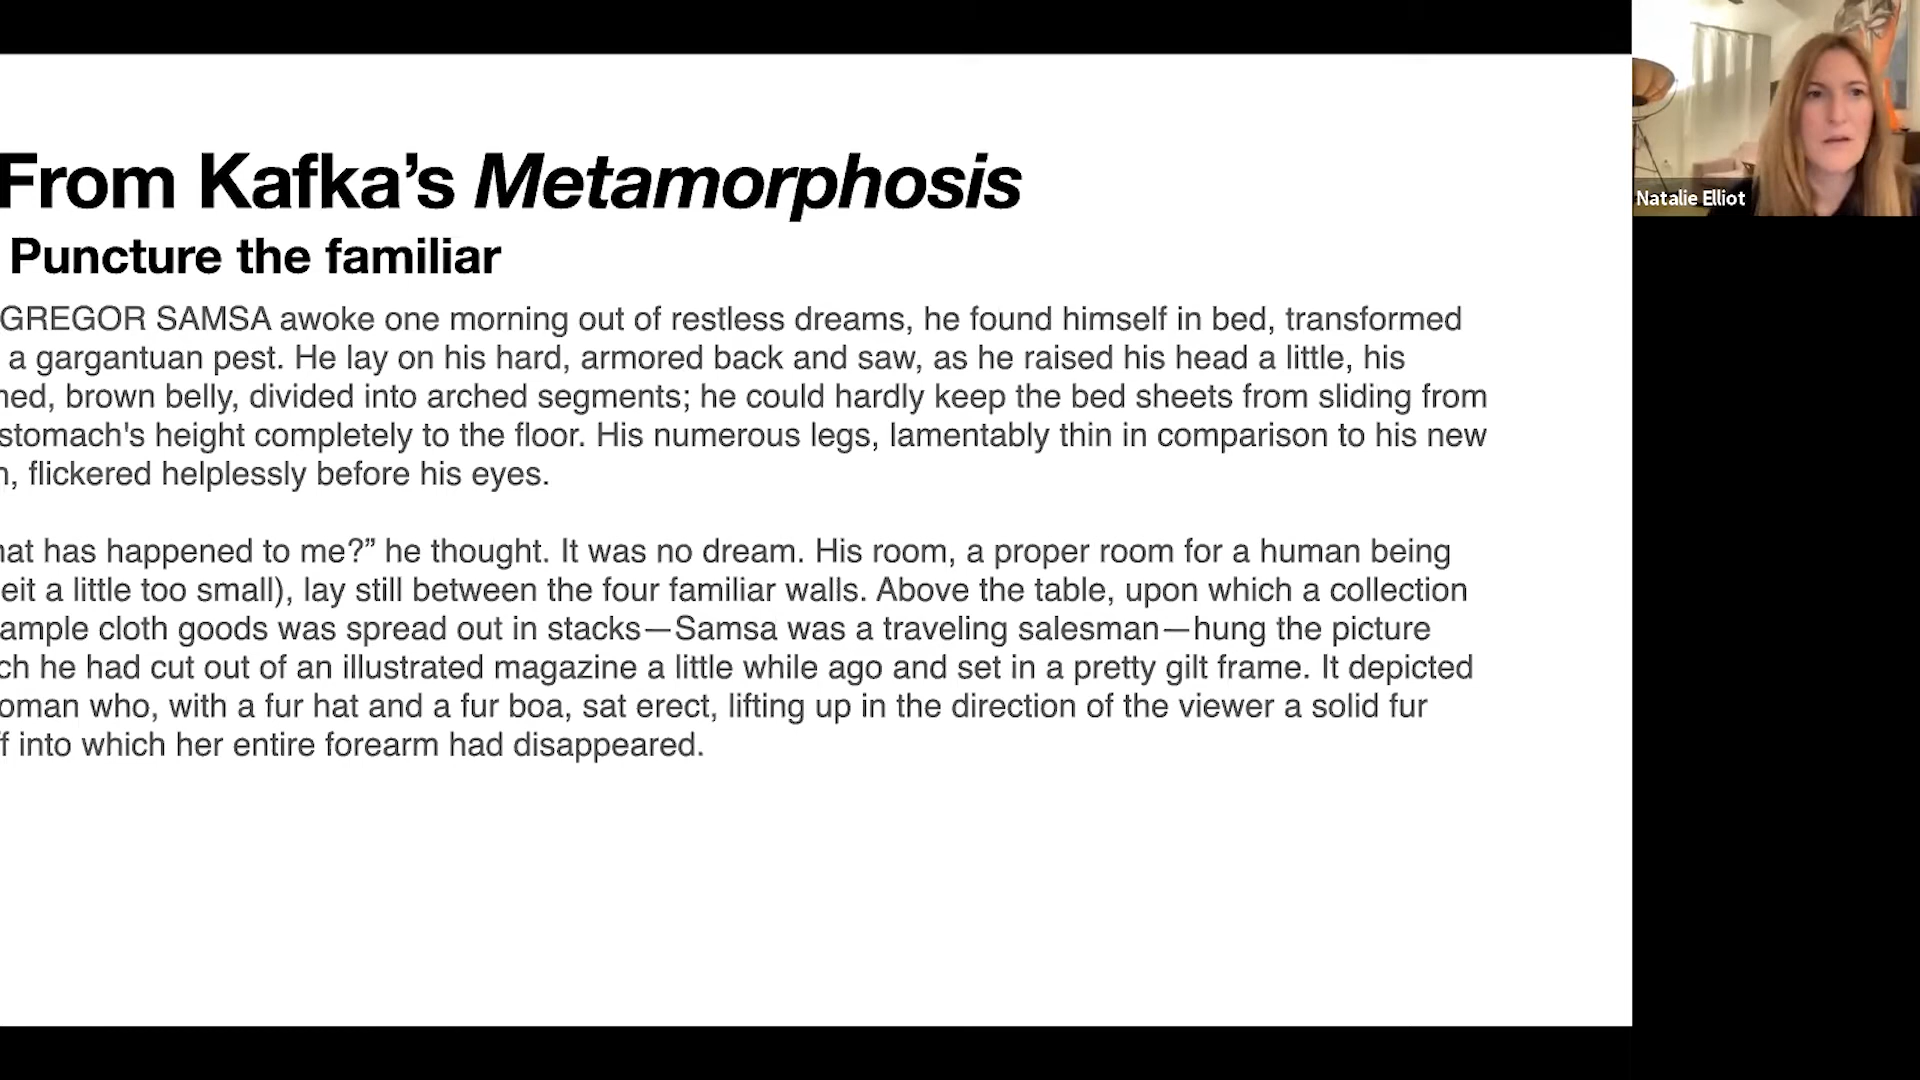 From Kafka’s Metamorphosis
Puncture the familiar
GREGOR SAMSA awoke one morning out of restless dreams, he found himself in bed, transformed
a gargantuan pest. He lay on his hard, armored back and saw, as he raised his head a little, his
ned, brown belly, divided into arched segments; he could hardly keep the bed sheets from sliding from
stomach's height completely to the floor. His numerous legs, lamentably thin in comparison to his new
, flickered helplessly before his eyes.
hat has happened to me?” he thought. It was no dream. His room, a proper room for a human being
eit a little too small), lay still between the four familiar walls. Above the table, upon which a collection
ample cloth goods was spread out in stacks—Samsa was a traveling salesman—hung the picture
ch he had cut out of an illustrated magazine a little while ago and set in a pretty gilt frame. It depicted
oman who, with a fur hat and a fur boa, sat erect, lifting up in the direction of the viewer a solid fur
f into which her entire forearm had disappeared.
Natalie Elliot